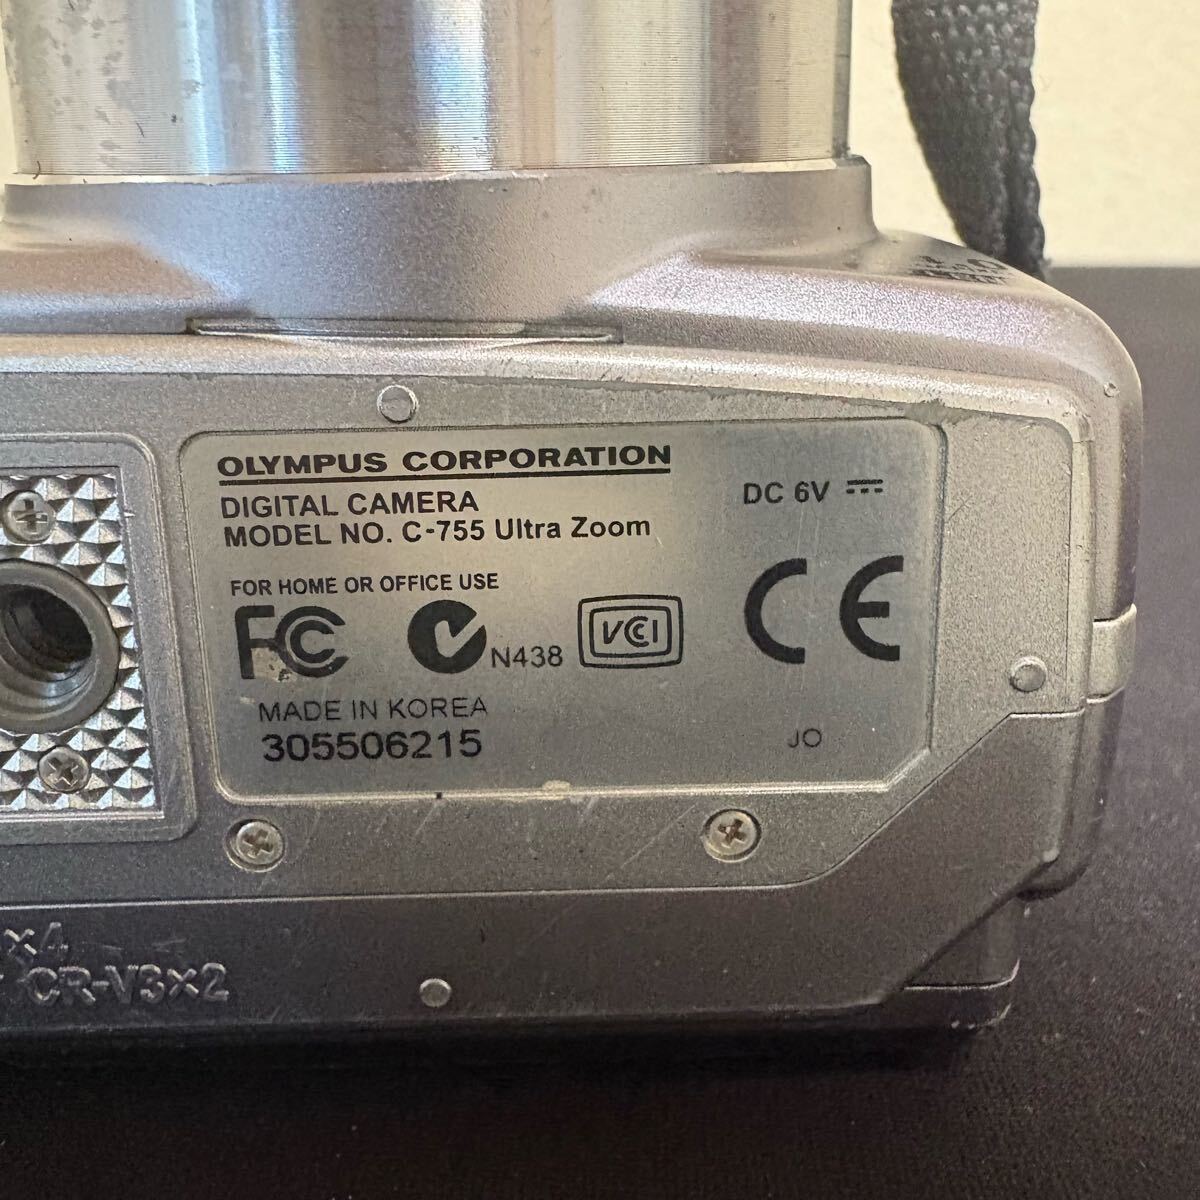 OLYMPUS CORPORATION
DIGITAL CAMERA
DC 6V
MODEL NO. C-755 Ultra Zoom
FOR HOME OR OFFICE USE
FC N438 VCI CE
MADE IN KOREA
305506215
JO
×4
CR-V3×2